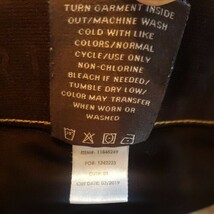 TURN GARMENT INSIDE
OUT/MACHINE WASH
COLD WITH LIKE
COLORS/NORMAL
CYCLE/USE ONLY
NON-CHLORINE
BLEACH IF NEEDED/
TUMBLE DRY LOW/
COLOR MAY TRANSFER
WHEN WORN OR
WASHED